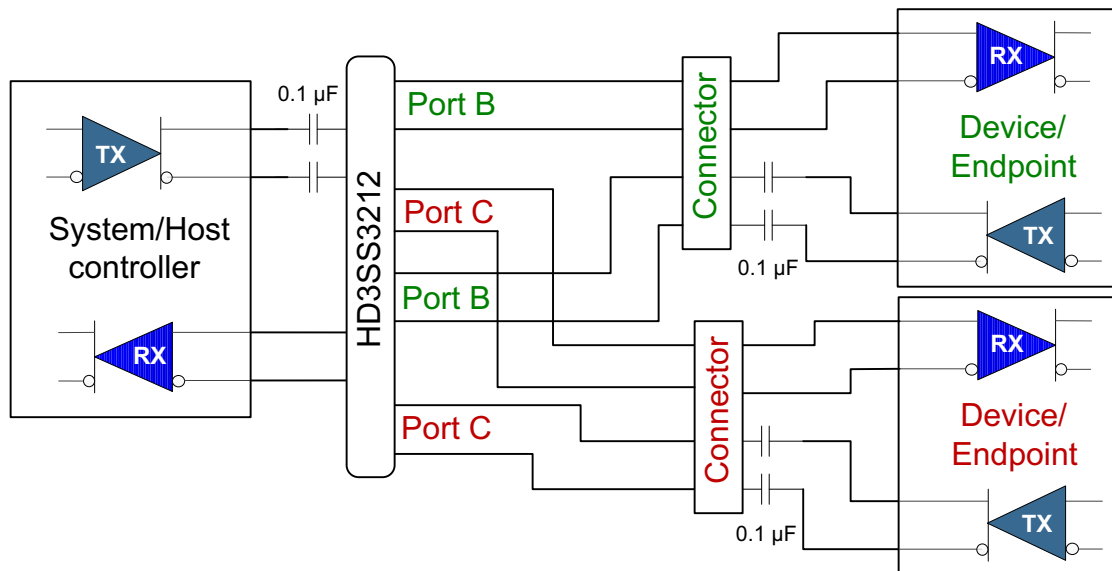 TX
System/Host
controller
RX
0.1 µF
HD3SS3212
Port B
Port C
Port B
Port C
Connector
0.1 µF
RX
Device/
Endpoint
TX
Connector
0.1 µF
RX
Device/
Endpoint
TX